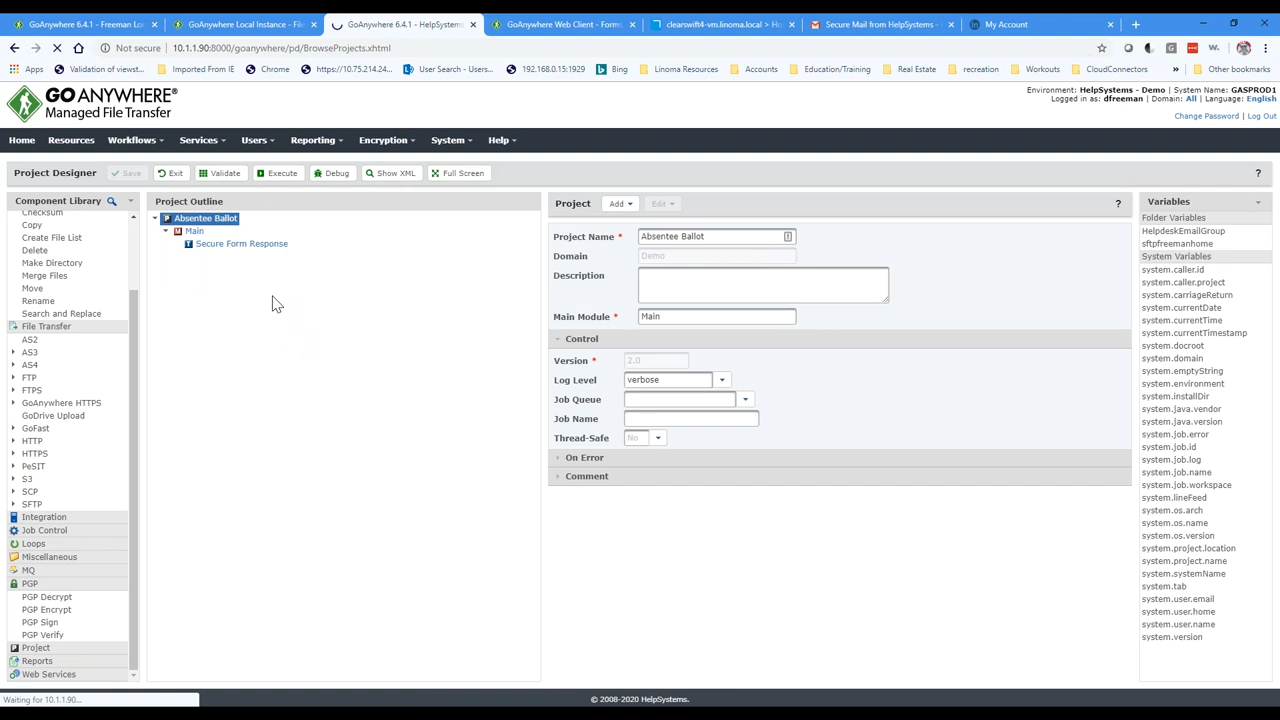 GoAnywhere 6.4.1 - Freeman Lo
GoAnywhere Local Instance - File
GoAnywhere 6.4.1 - HelpSystems
GoAnywhere Web Client - Forms
clearswift4-vm.linoma.local > Ho
Secure Mail from HelpSystems
My Account
Not secure 10.1.1.90:8000/goanywhere/pd/BrowseProjects.xhtml
Apps Validation of viewst... Imported From IE Chrome https://10.75.214.24... User Search - Users... 192.168.0.15:1929 Bing Linoma Resources Accounts Education/Training Real Estate recreation Workouts CloudConnectors » Other bookmarks
GO ANYWHERE®
Managed File Transfer
Environment: HelpSystems - Demo | System Name: GASPROD1
Logged in as: dfreeman | Domain: All | Language: English
Change Password | Log Out
Home Resources Workflows Services Users Reporting Encryption System Help
Project Designer Save Exit Validate Execute Debug Show XML Full Screen ?
Component Library
Checksum
Copy
Create File List
Delete
Make Directory
Merge Files
Move
Rename
Search and Replace
File Transfer
AS2
AS3
AS4
FTP
FTPS
GoAnywhere HTTPS
GoDrive Upload
GoFast
HTTP
HTTPS
PeSIT
S3
SCP
SFTP
Integration
Job Control
Loops
Miscellaneous
MQ
PGP
PGP Decrypt
PGP Encrypt
PGP Sign
PGP Verify
Project
Reports
Web Services
Project Outline
Absentee Ballot
Main
Secure Form Response
Project Add Edit ?
Project Name * Absentee Ballot
Domain Demo
Description
Main Module * Main
Control
Version * 2.0
Log Level verbose
Job Queue
Job Name
Thread-Safe No
On Error
Comment
Variables
Folder Variables
HelpdeskEmailGroup
sftpfreemanhome
System Variables
system.caller.id
system.caller.project
system.carriageReturn
system.currentDate
system.currentTime
system.currentTimestamp
system.docroot
system.domain
system.emptyString
system.environment
system.installDir
system.java.vendor
system.java.version
system.job.error
system.job.id
system.job.log
system.job.name
system.job.workspace
system.lineFeed
system.os.arch
system.os.name
system.os.version
system.project.location
system.project.name
system.systemName
system.tab
system.user.email
system.user.home
system.user.name
system.version
Waiting for 10.1.1.90...
© 2008-2020 HelpSystems.